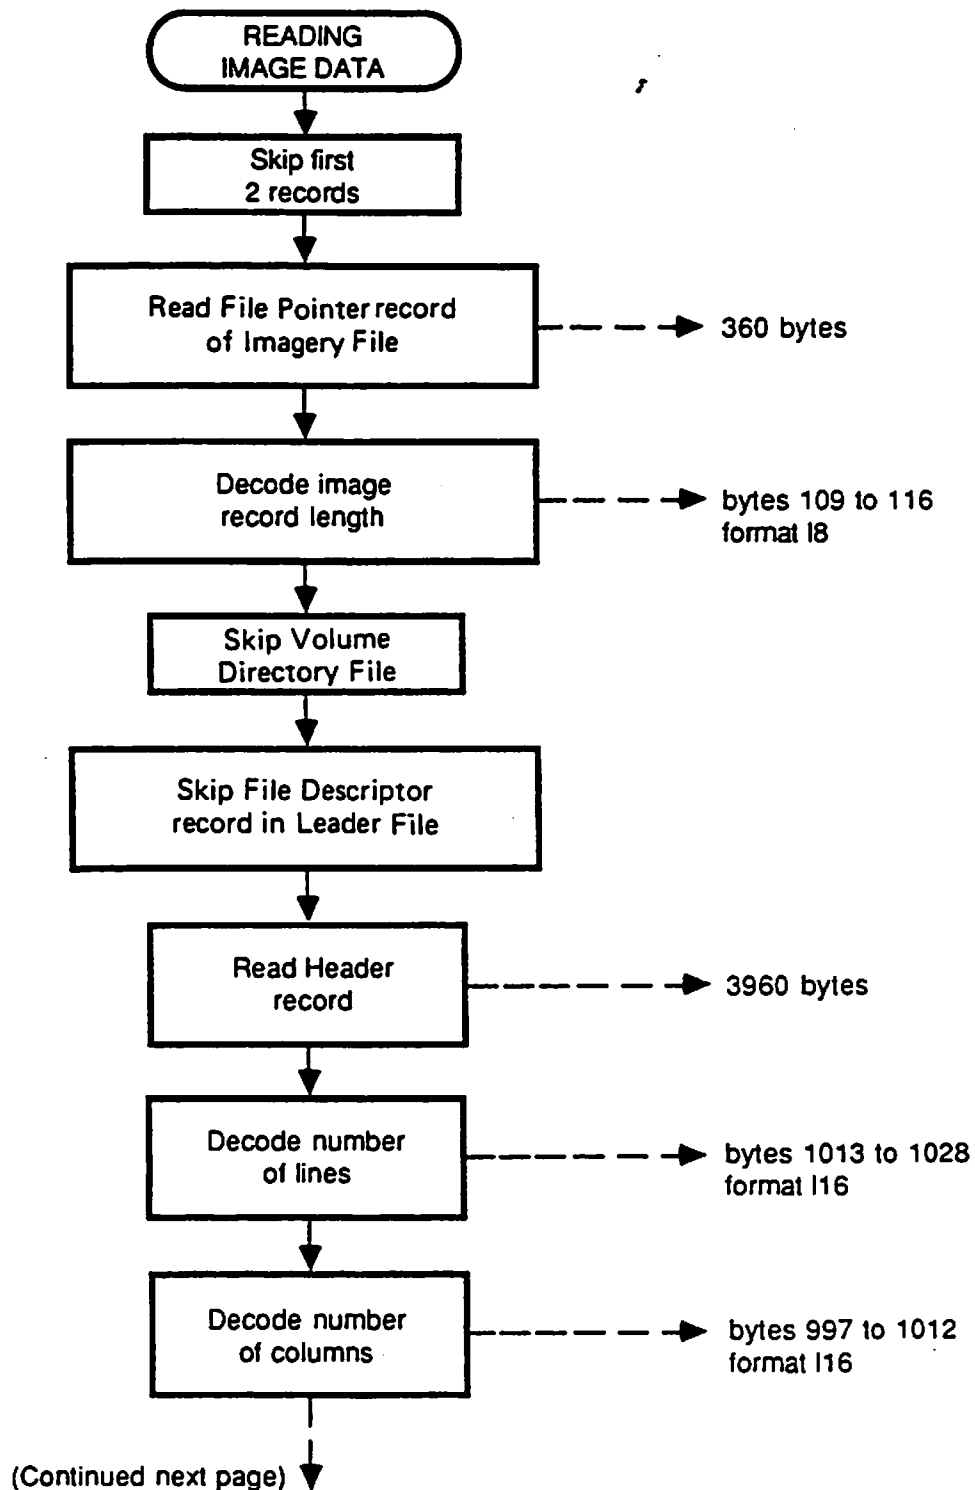 READING
IMAGE DATA
Skip first
2 records
Read File Pointer record
of Imagery File
360 bytes
Decode image
record length
bytes 109 to 116
format I8
Skip Volume
Directory File
Skip File Descriptor
record in Leader File
Read Header
record
3960 bytes
Decode number
of lines
bytes 1013 to 1028
format I16
Decode number
of columns
bytes 997 to 1012
format I16
(Continued next page)